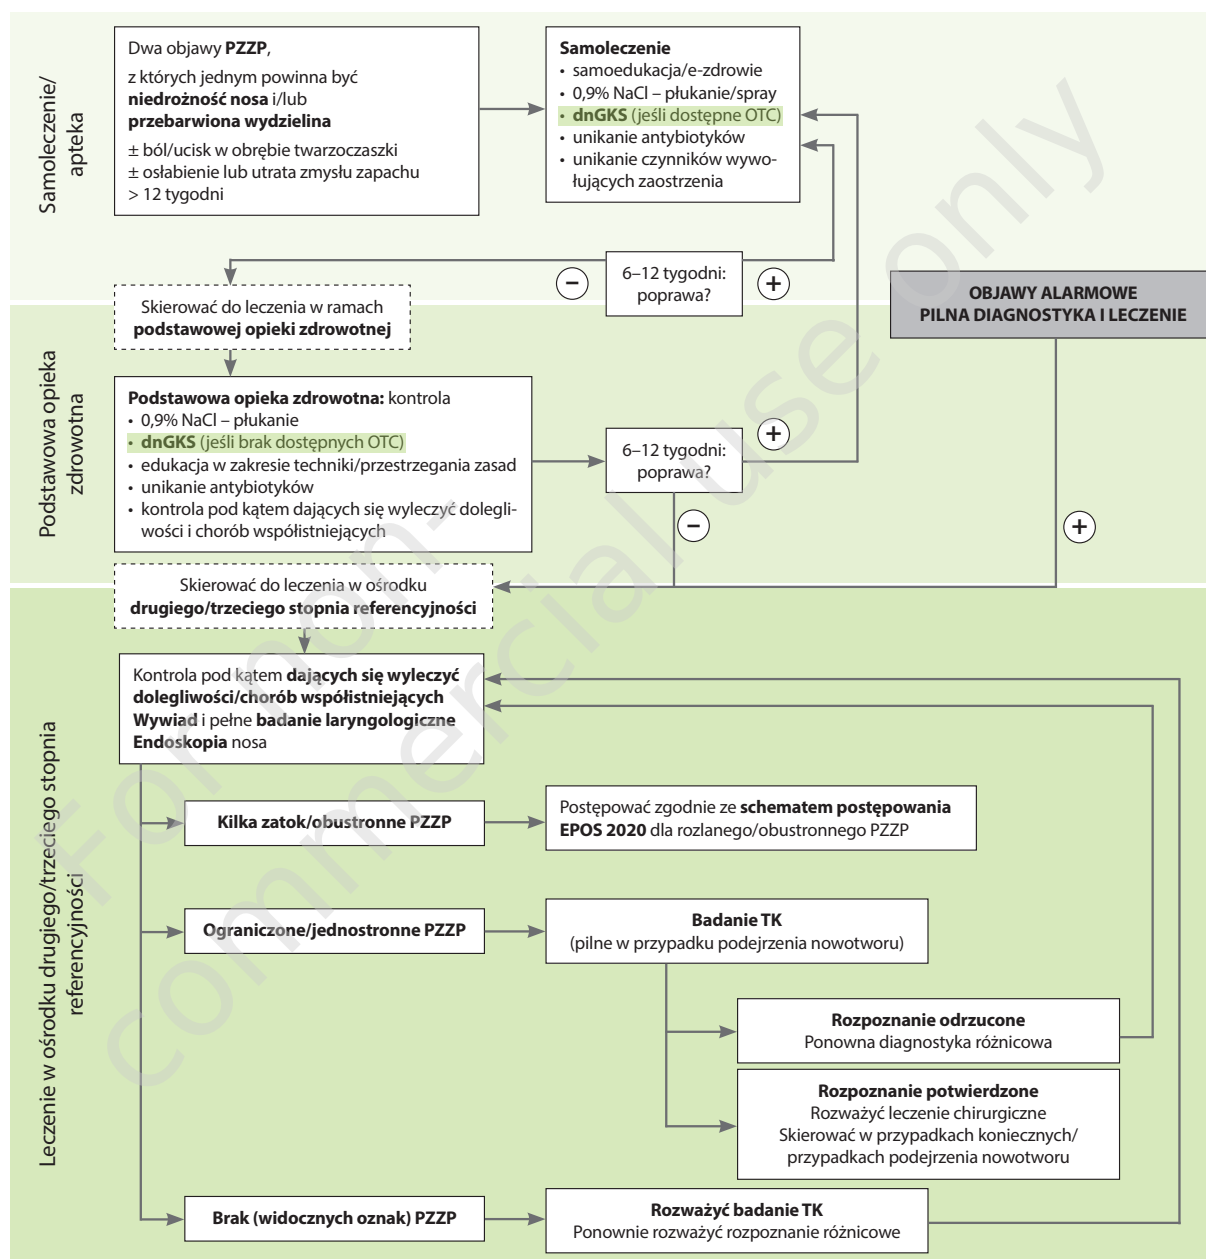 Samoleczenie/
apteka
Dwa objawy PZZP,
z których jednym powinna być
niedrożność nosa i/lub
przebarwiona wydzielina
± ból/ucisk w obrębie twarzoczaszki
± osłabienie lub utrata zmysłu zapachu
> 12 tygodni
Samoleczenie
• samoedukacja/e-zdrowie
• 0,9% NaCl – płukanie/spray
• dnGKS (jeśli dostępne OTC)
• unikanie antybiotyków
• unikanie czynników wywo-
łujących zaostrzenia
−
6–12 tygodni:
poprawa?
+
Skierować do leczenia w ramach
podstawowej opieki zdrowotnej
OBJAWY ALARMOWE
PILNA DIAGNOSTYKA I LECZENIE
Podstawowa opieka
zdrowotna
Podstawowa opieka zdrowotna: kontrola
• 0,9% NaCl – płukanie
• dnGKS (jeśli brak dostępnych OTC)
• edukacja w zakresie techniki/przestrzegania zasad
• unikanie antybiotyków
• kontrola pod kątem dających się wyleczyć dolegli-
wości i chorób współistniejących
6–12 tygodni:
poprawa?
+
−
+
Skierować do leczenia w ośrodku
drugiego/trzeciego stopnia referencyjności
Leczenie w ośrodku drugiego/trzeciego stopnia
referencyjności
Kontrola pod kątem dających się wyleczyć
dolegliwości/chorób współistniejących
Wywiad i pełne badanie laryngologiczne
Endoskopia nosa
Kilka zatok/obustronne PZZP
Postępować zgodnie ze schematem postępowania
EPOS 2020 dla rozlanego/obustronnego PZZP
Ograniczone/jednostronne PZZP
Badanie TK
(pilne w przypadku podejrzenia nowotworu)
Rozpoznanie odrzucone
Ponowna diagnostyka różnicowa
Rozpoznanie potwierdzone
Rozważyć leczenie chirurgiczne
Skierować w przypadkach koniecznych/
przypadkach podejrzenia nowotworu
Brak (widocznych oznak) PZZP
Rozważyć badanie TK
Ponownie rozważyć rozpoznanie różnicowe
For non-
commercial use only